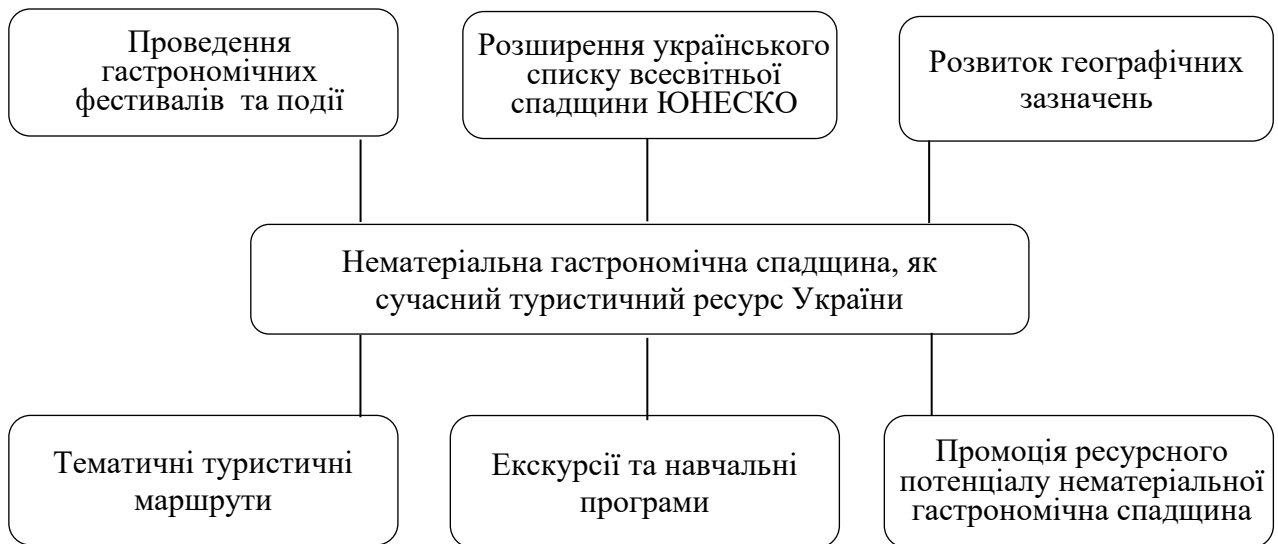 Проведення
гастрономічних
фестивалів та події
Розширення українського
списку всесвітньої
спадщини ЮНЕСКО
Розвиток географічних
зазначень
Нематеріальна гастрономічна спадщина, як
сучасний туристичний ресурс України
Тематичні туристичні
маршрути
Екскурсії та навчальні
програми
Промоція ресурсного
потенціалу нематеріальної
гастрономічна спадщина